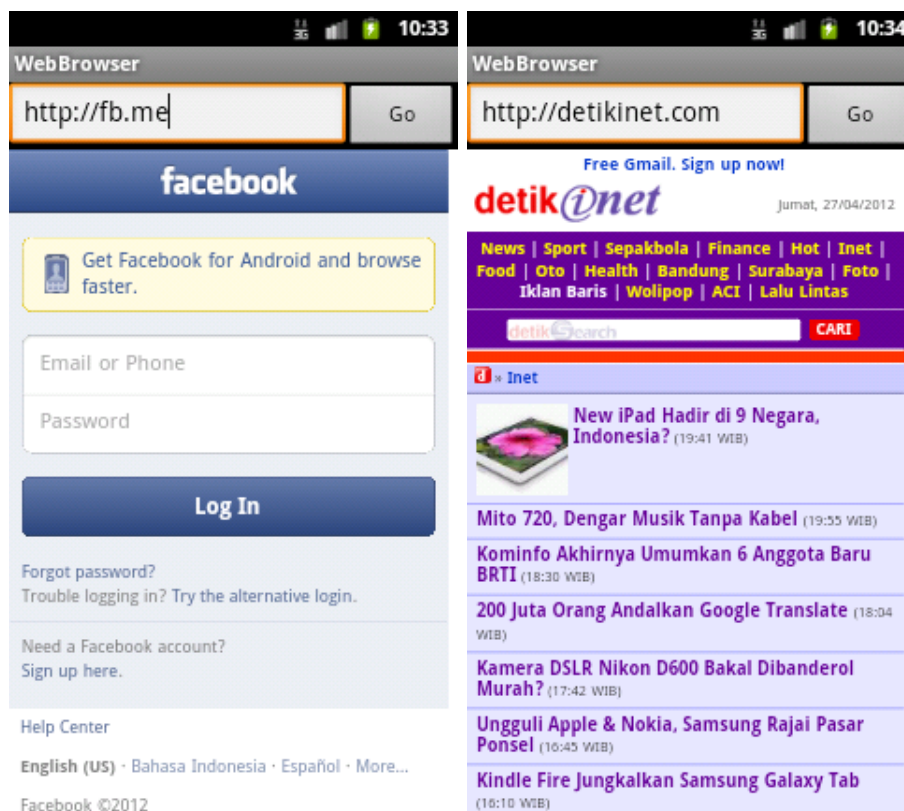 3G
10:33
WebBrowser
http://fb.me
Go
facebook
Get Facebook for Android and browse
faster.
Email or Phone
Password
Log In
Forgot password?
Trouble logging in? Try the alternative login.
Need a Facebook account?
Sign up here.
Help Center
English (US) · Bahasa Indonesia · Español · More...
Facebook ©2012
3G
10:34
WebBrowser
http://detikinet.com
Go
Free Gmail. Sign up now!
detikinet
Jumat, 27/04/2012
News | Sport | Sepakbola | Finance | Hot | Inet |
Food | Oto | Health | Bandung | Surabaya | Foto |
Iklan Baris | Wolipop | ACI | Lalu Lintas
detikSearch
CARI
d » Inet
New iPad Hadir di 9 Negara,
Indonesia? (19:41 WIB)
Mito 720, Dengar Musik Tanpa Kabel (19:55 WIB)
Kominfo Akhirnya Umumkan 6 Anggota Baru
BRTI (18:30 WIB)
200 Juta Orang Andalkan Google Translate (18:04
WIB)
Kamera DSLR Nikon D600 Bakal Dibanderol
Murah? (17:42 WIB)
Ungguli Apple & Nokia, Samsung Rajai Pasar
Ponsel (16:45 WIB)
Kindle Fire Jungkalkan Samsung Galaxy Tab
(16:10 WIB)